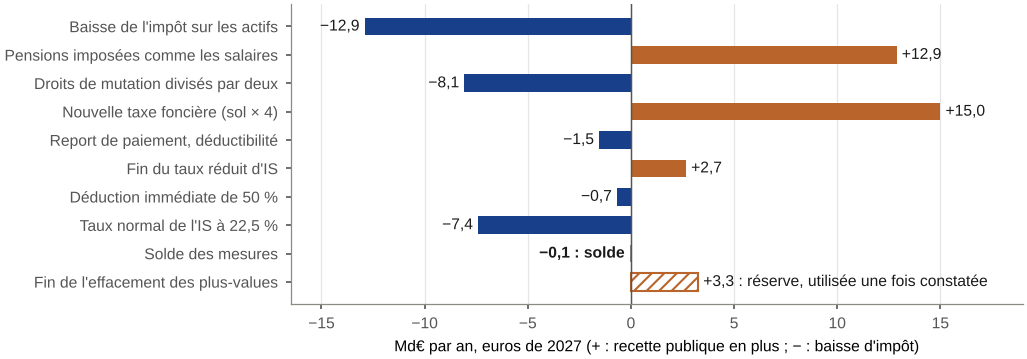 Baisse de l'impôt sur les actifs −12,9
Pensions imposées comme les salaires +12,9
Droits de mutation divisés par deux −8,1
Nouvelle taxe foncière (sol × 4) +15,0
Report de paiement, déductibilité −1,5
Fin du taux réduit d'IS +2,7
Déduction immédiate de 50 % −0,7
Taux normal de l'IS à 22,5 % −7,4
Solde des mesures −0,1 : solde
Fin de l'effacement des plus-values +3,3 : réserve, utilisée une fois constatée
−15 −10 −5 0 5 10 15
Md€ par an, euros de 2027 (+ : recette publique en plus ; − : baisse d'impôt)